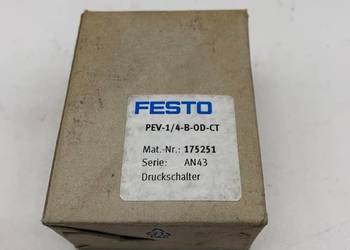 FESTO
PEV-1/4-B-OD-CT
Mat.-Nr.: 175251
Serie: AN43
Druckschalter